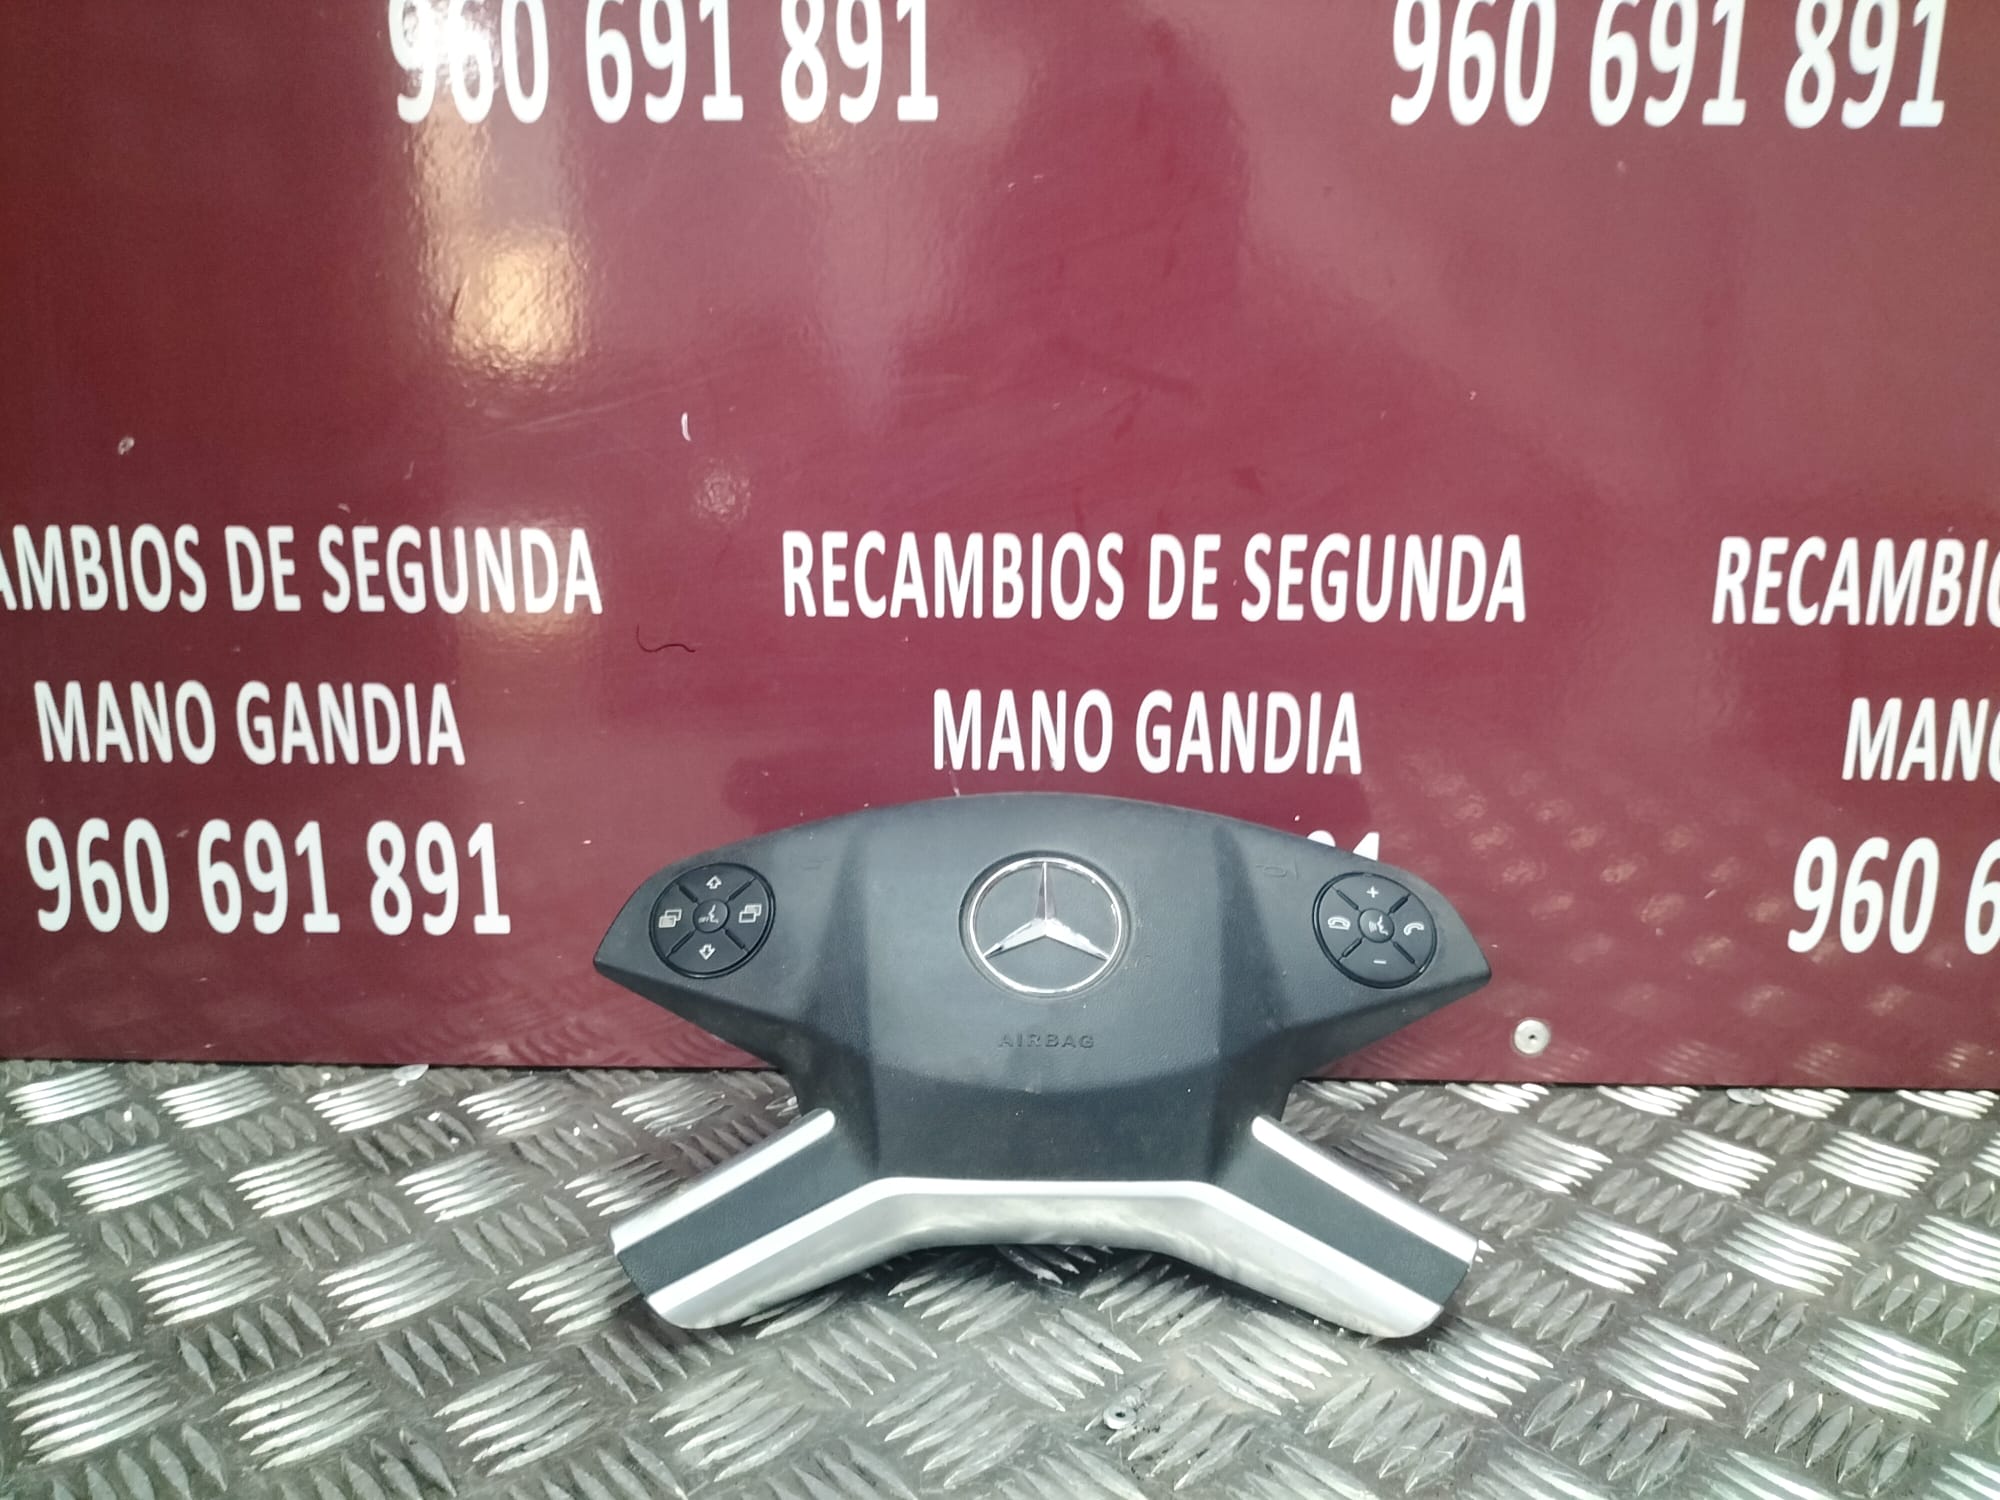 960 691 891
960 691 891
AMBIOS DE SEGUNDA
MANO GANDIA
960 691 891
RECAMBIOS DE SEGUNDA
MANO GANDIA
RECAMBIO
MANO
960 6
AIRBAG